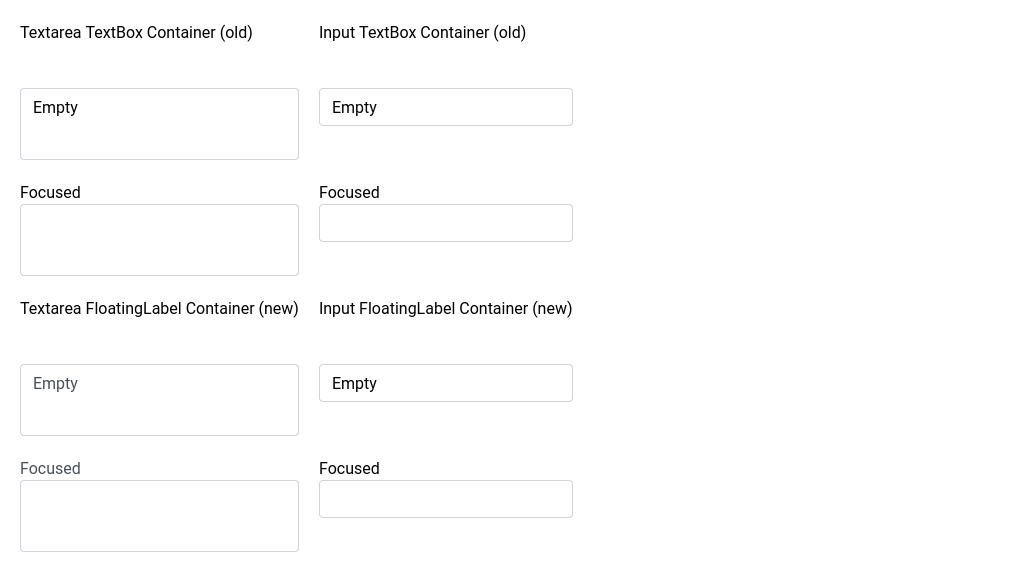 Textarea TextBox Container (old)
Input TextBox Container (old)
Empty
Empty
Focused
Focused
Textarea FloatingLabel Container (new)
Input FloatingLabel Container (new)
Empty
Empty
Focused
Focused